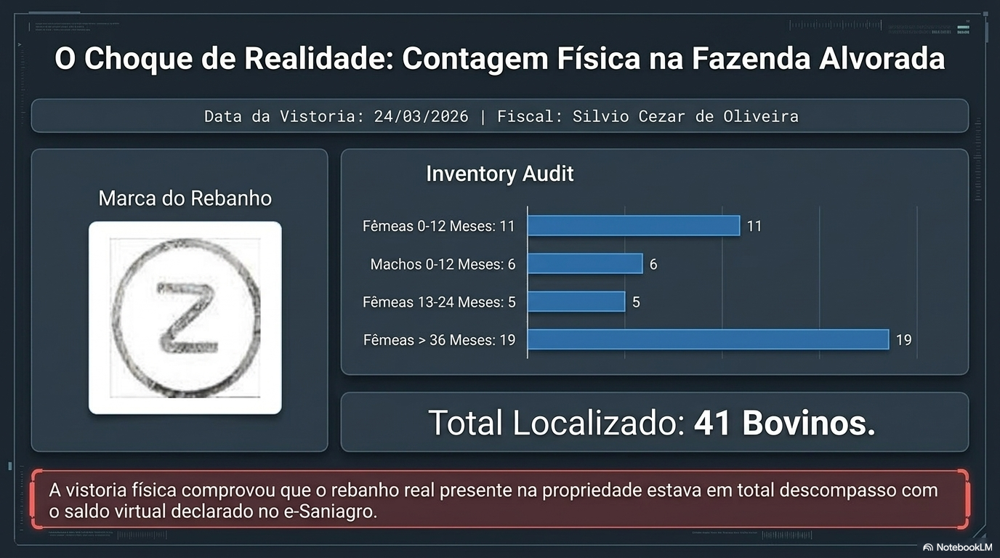 O Choque de Realidade: Contagem Física na Fazenda Alvorada
Data da Vistoria: 24/03/2026 | Fiscal: Silvio Cezar de Oliveira
Marca do Rebanho
Z
Inventory Audit
Fêmeas 0-12 Meses: 11
11
Machos 0-12 Meses: 6
6
Fêmeas 13-24 Meses: 5
5
Fêmeas > 36 Meses: 19
19
Total Localizado: 41 Bovinos.
A vistoria física comprovou que o rebanho real presente na propriedade estava em total descompasso com
o saldo virtual declarado no e-Saniagro.
NotebookLM